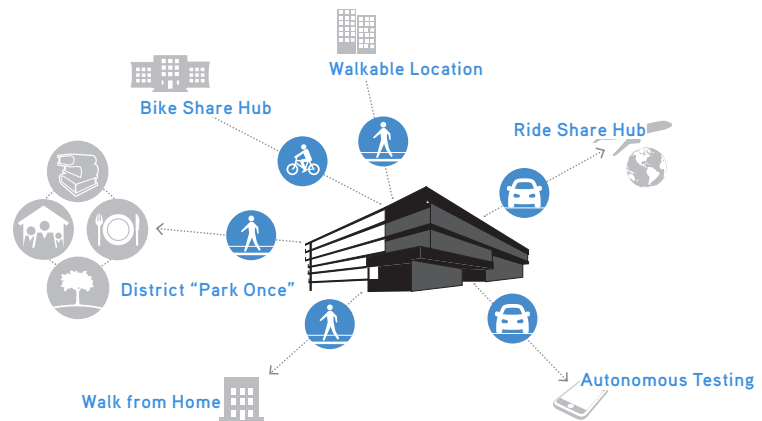 Walkable Location
Bike Share Hub
Ride Share Hub
District “Park Once”
Autonomous Testing
Walk from Home